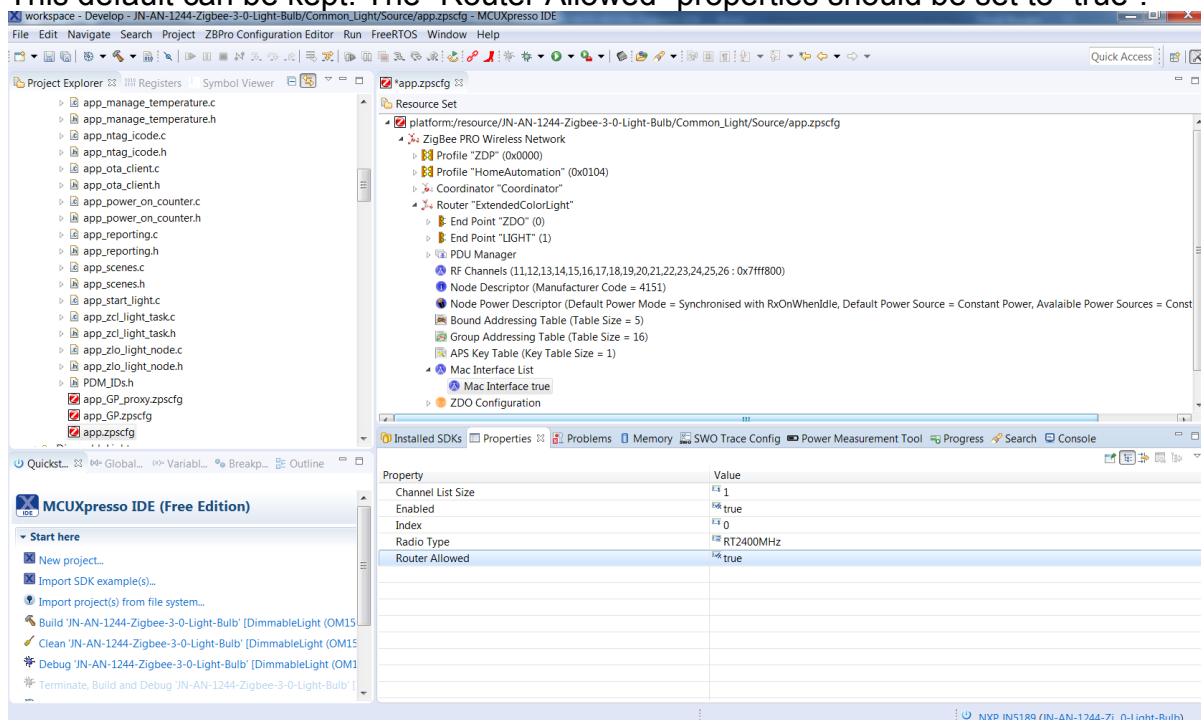 This default can be kept. The "Router Allowed" properties should be set to "true".
workspace - Develop - JN-AN-1244-Zigbee-3-0-Light-Bulb/Common_Light/Source/app.zpscfg - MCUXpresso IDE
File Edit Navigate Search Project ZBPro Configuration Editor Run FreeRTOS Window Help
Quick Access
Project Explorer Registers Symbol Viewer
app_manage_temperature.c
app_manage_temperature.h
app_ntag_icode.c
app_ntag_icode.h
app_ota_client.c
app_ota_client.h
app_power_on_counter.c
app_power_on_counter.h
app_reporting.c
app_reporting.h
app_scenes.c
app_scenes.h
app_start_light.c
app_zcl_light_task.c
app_zcl_light_task.h
app_zlo_light_node.c
app_zlo_light_node.h
PDM_IDs.h
app_GP_proxy.zpscfg
app_GP.zpscfg
app.zpscfg
*app.zpscfg
Resource Set
platform:/resource/JN-AN-1244-Zigbee-3-0-Light-Bulb/Common_Light/Source/app.zpscfg
ZigBee PRO Wireless Network
Profile "ZDP" (0x0000)
Profile "HomeAutomation" (0x0104)
Coordinator "Coordinator"
Router "ExtendedColorLight"
End Point "ZDO" (0)
End Point "LIGHT" (1)
PDU Manager
RF Channels (11,12,13,14,15,16,17,18,19,20,21,22,23,24,25,26 : 0x7fff800)
Node Descriptor (Manufacturer Code = 4151)
Node Power Descriptor (Default Power Mode = Synchronised with RxOnWhenIdle, Default Power Source = Constant Power, Avalaible Power Sources = Const
Bound Addressing Table (Table Size = 5)
Group Addressing Table (Table Size = 16)
APS Key Table (Key Table Size = 1)
Mac Interface List
Mac Interface true
ZDO Configuration
Quickst... Global... Variabl... Breakp... Outline
MCUXpresso IDE (Free Edition)
IDE
Start here
New project...
Import SDK example(s)...
Import project(s) from file system...
Build 'JN-AN-1244-Zigbee-3-0-Light-Bulb' [DimmableLight (OM15
Clean 'JN-AN-1244-Zigbee-3-0-Light-Bulb' [DimmableLight (OM15
Debug 'JN-AN-1244-Zigbee-3-0-Light-Bulb' [DimmableLight (OM1
Terminate, Build and Debug 'JN-AN-1244-Zigbee-3-0-Light-Bulb' [
Installed SDKs Properties Problems Memory SWO Trace Config Power Measurement Tool Progress Search Console
Property Value
Channel List Size 1
Enabled true
Index 0
Radio Type RT2400MHz
Router Allowed true
NXP JN5189 (JN-AN-1244-Zi...0-Light-Bulb)